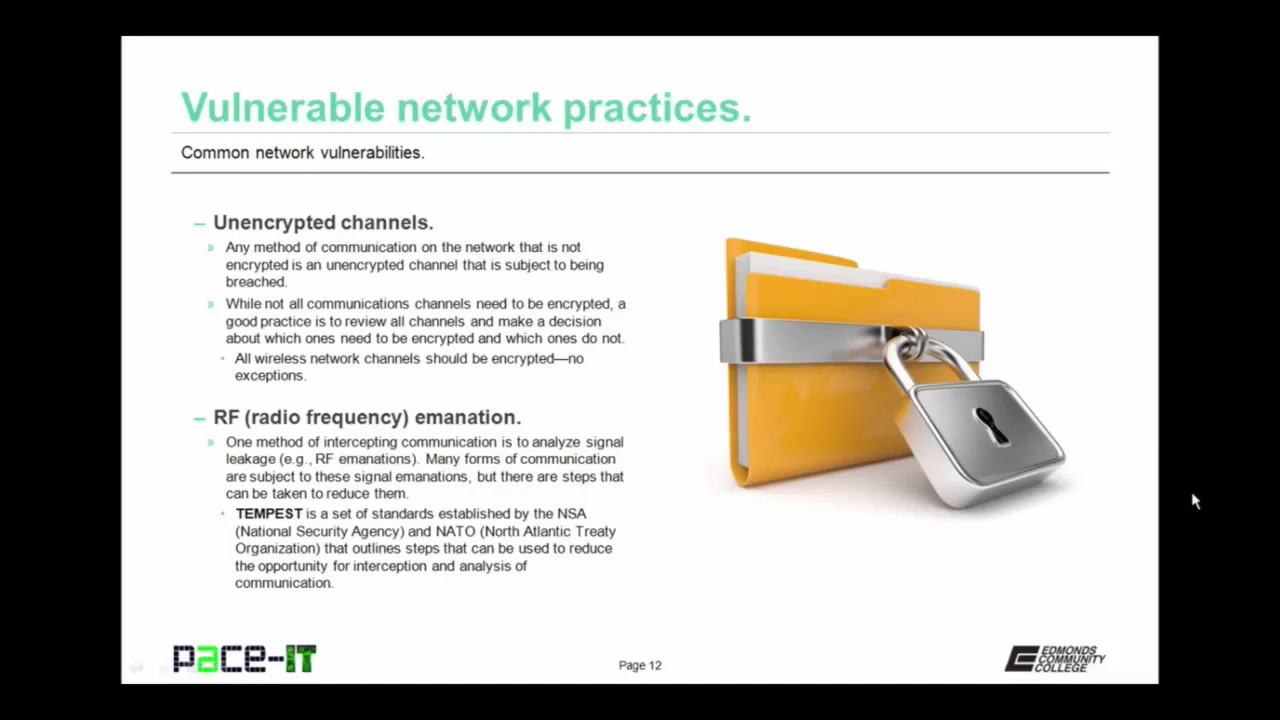 Vulnerable network practices.
Common network vulnerabilities.
– Unencrypted channels.
» Any method of communication on the network that is not
encrypted is an unencrypted channel that is subject to being
breached.
» While not all communications channels need to be encrypted, a
good practice is to review all channels and make a decision
about which ones need to be encrypted and which ones do not.
• All wireless network channels should be encrypted—no
exceptions.
– RF (radio frequency) emanation.
» One method of intercepting communication is to analyze signal
leakage (e.g., RF emanations). Many forms of communication
are subject to these signal emanations, but there are steps that
can be taken to reduce them.
• TEMPEST is a set of standards established by the NSA
(National Security Agency) and NATO (North Atlantic Treaty
Organization) that outlines steps that can be used to reduce
the opportunity for interception and analysis of
communication.
pace-IT
Page 12
EDMONDS
COMMUNITY
COLLEGE